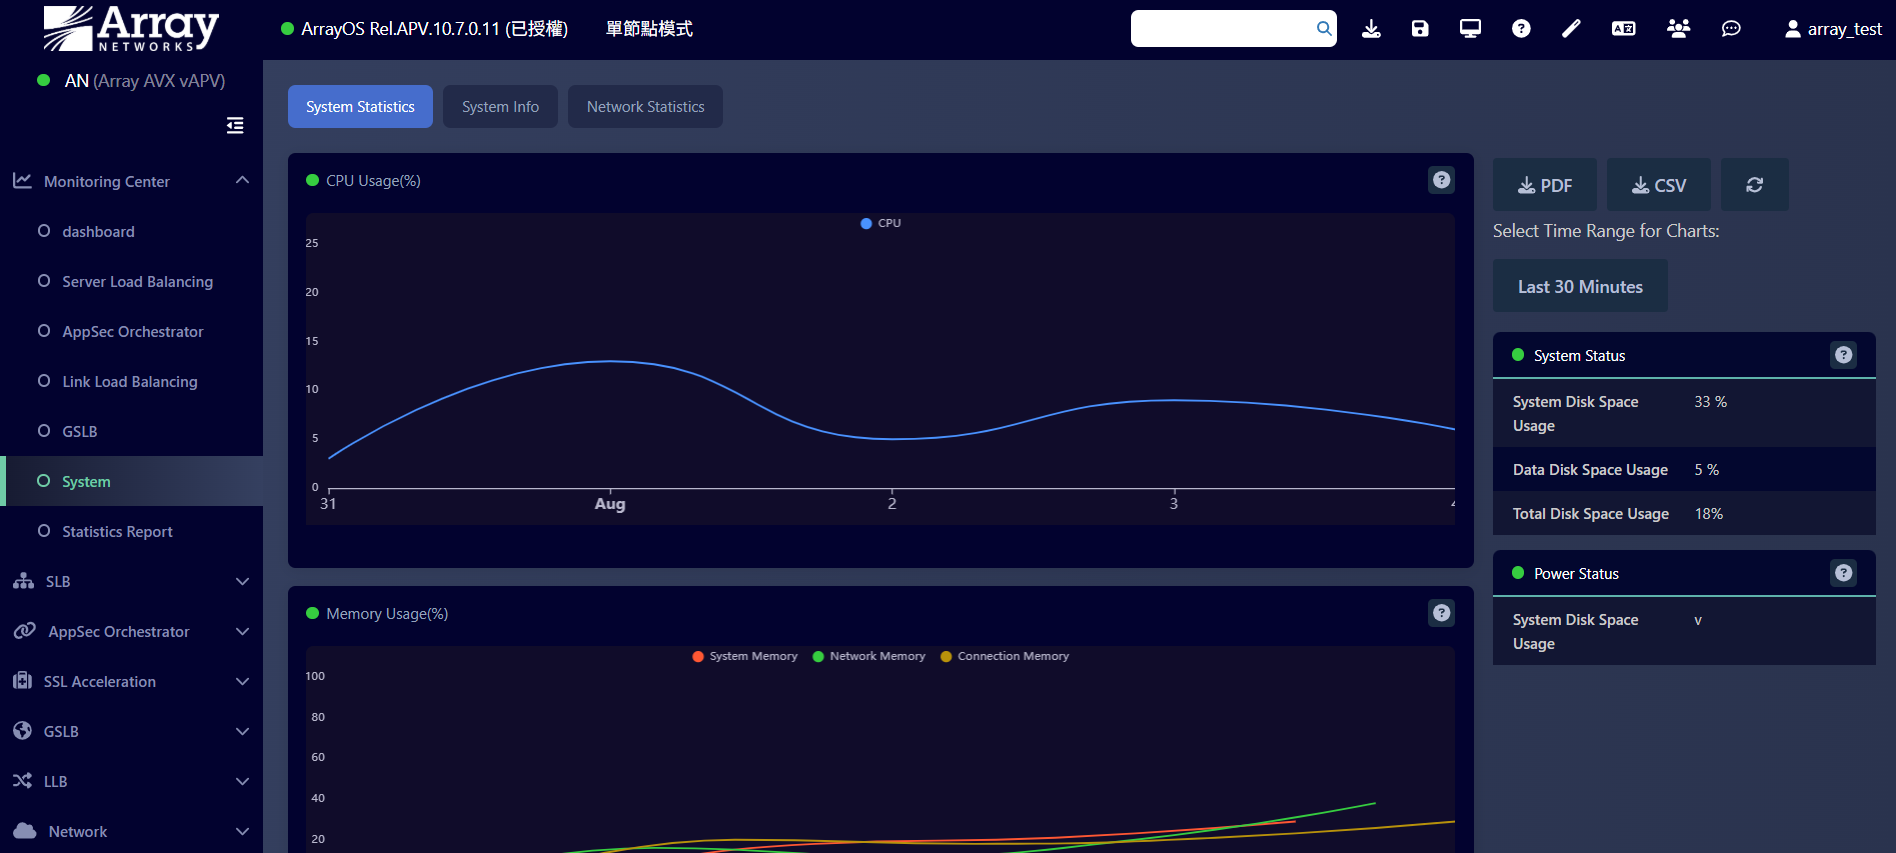 Array
NETWORKS
ArrayOS Rel.APV.10.7.0.11 (已授權)
單節點模式
array_test
AN (Array AVX vAPV)
Monitoring Center
dashboard
Server Load Balancing
AppSec Orchestrator
Link Load Balancing
GSLB
System
Statistics Report
SLB
AppSec Orchestrator
SSL Acceleration
GSLB
LLB
Network
System Statistics
System Info
Network Statistics
CPU Usage(%)
CPU
25
20
15
10
5
0
31
Aug
2
3
4
Memory Usage(%)
System Memory
Network Memory
Connection Memory
100
80
60
40
20
PDF
CSV
Select Time Range for Charts:
Last 30 Minutes
System Status
System Disk Space Usage
33 %
Data Disk Space Usage
5 %
Total Disk Space Usage
18%
Power Status
System Disk Space Usage
v